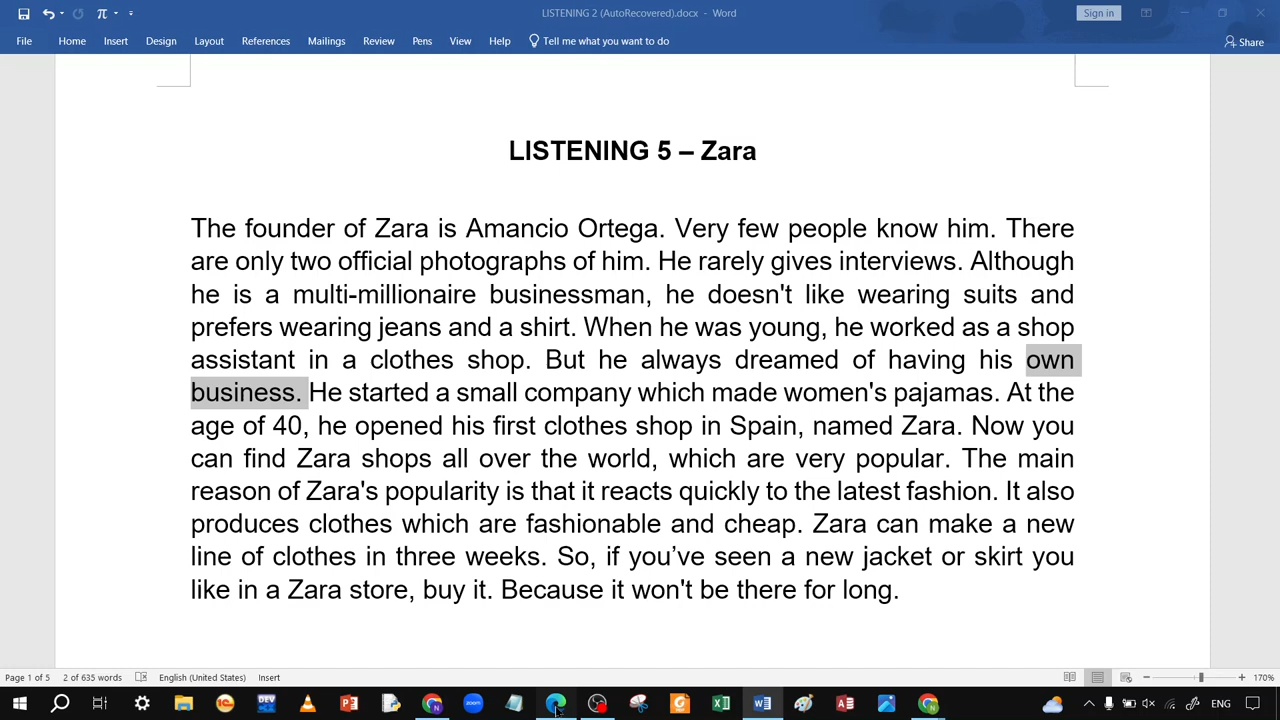 LISTENING 2 (AutoRecovered).docx - Word
Sign in
File Home Insert Design Layout References Mailings Review Pens View Help Tell me what you want to do Share
LISTENING 5 – Zara
The founder of Zara is Amancio Ortega. Very few people know him. There
are only two official photographs of him. He rarely gives interviews. Although
he is a multi-millionaire businessman, he doesn't like wearing suits and
prefers wearing jeans and a shirt. When he was young, he worked as a shop
assistant in a clothes shop. But he always dreamed of having his own
business. He started a small company which made women's pajamas. At the
age of 40, he opened his first clothes shop in Spain, named Zara. Now you
can find Zara shops all over the world, which are very popular. The main
reason of Zara's popularity is that it reacts quickly to the latest fashion. It also
produces clothes which are fashionable and cheap. Zara can make a new
line of clothes in three weeks. So, if you’ve seen a new jacket or skirt you
like in a Zara store, buy it. Because it won't be there for long.
Page 1 of 5 2 of 635 words English (United States) Insert 170%
ENG